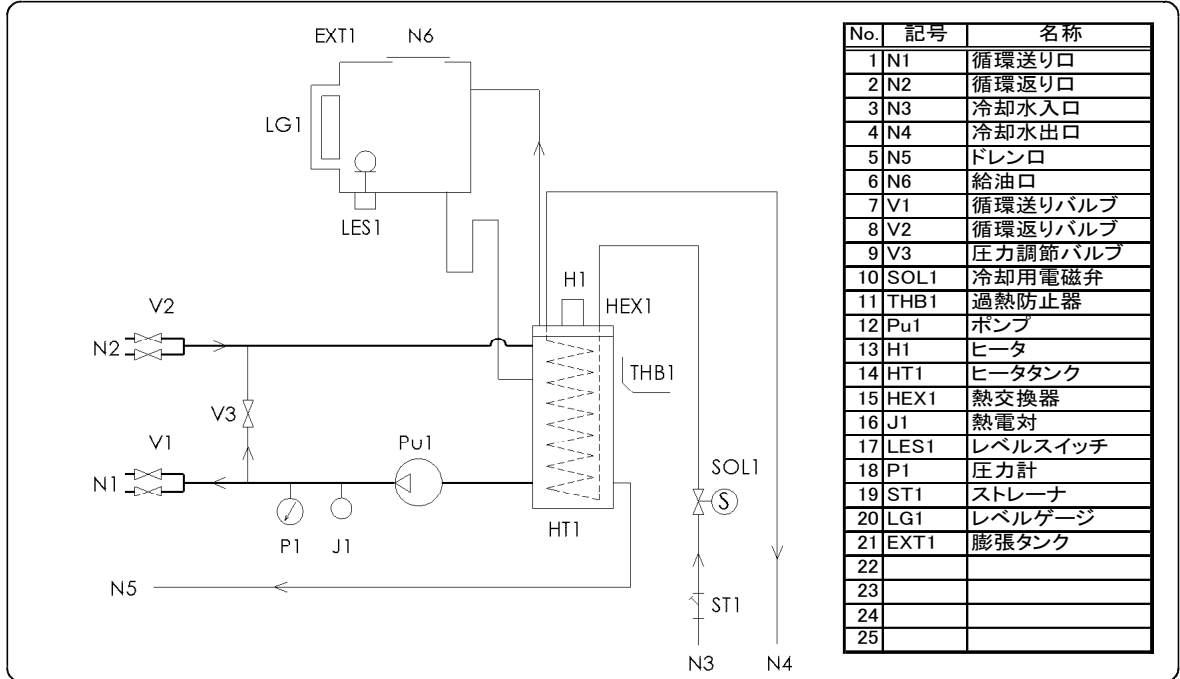 EXT1 N6
LG1
LES1
H1
HEX1
V2
N2
THB1
V3
V1
Pu1
N1
SOL1
S
HT1
P1 J1
N5
ST1
N3 N4
No. 記号 名称
1 N1 循環送り口
2 N2 循環返り口
3 N3 冷却水入口
4 N4 冷却水出口
5 N5 ドレン口
6 N6 給油口
7 V1 循環送りバルブ
8 V2 循環返りバルブ
9 V3 圧力調節バルブ
10 SOL1 冷却用電磁弁
11 THB1 過熱防止器
12 Pu1 ポンプ
13 H1 ヒータ
14 HT1 ヒータタンク
15 HEX1 熱交換器
16 J1 熱電対
17 LES1 レベルスイッチ
18 P1 圧力計
19 ST1 ストレーナ
20 LG1 レベルゲージ
21 EXT1 膨張タンク
22
23
24
25